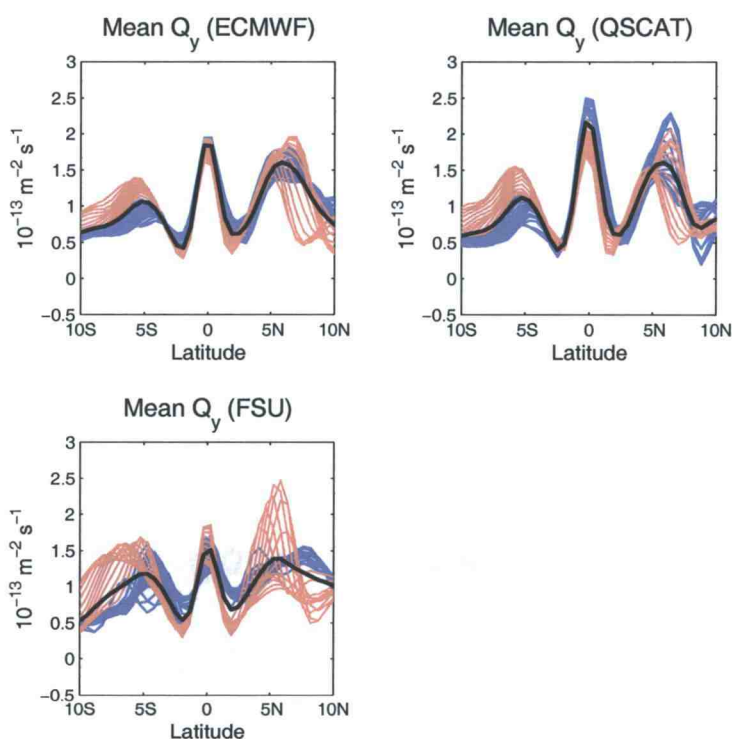 Mean Q_y (ECMWF)
3
2.5
2
1.5
1
0.5
0
−0.5
10^−13 m^−2 s^−1
10S 5S 0 5N 10N
Latitude
Mean Q_y (QSCAT)
3
2.5
2
1.5
1
0.5
0
−0.5
10^−13 m^−2 s^−1
10S 5S 0 5N 10N
Latitude
Mean Q_y (FSU)
3
2.5
2
1.5
1
0.5
0
−0.5
10^−13 m^−2 s^−1
10S 5S 0 5N 10N
Latitude